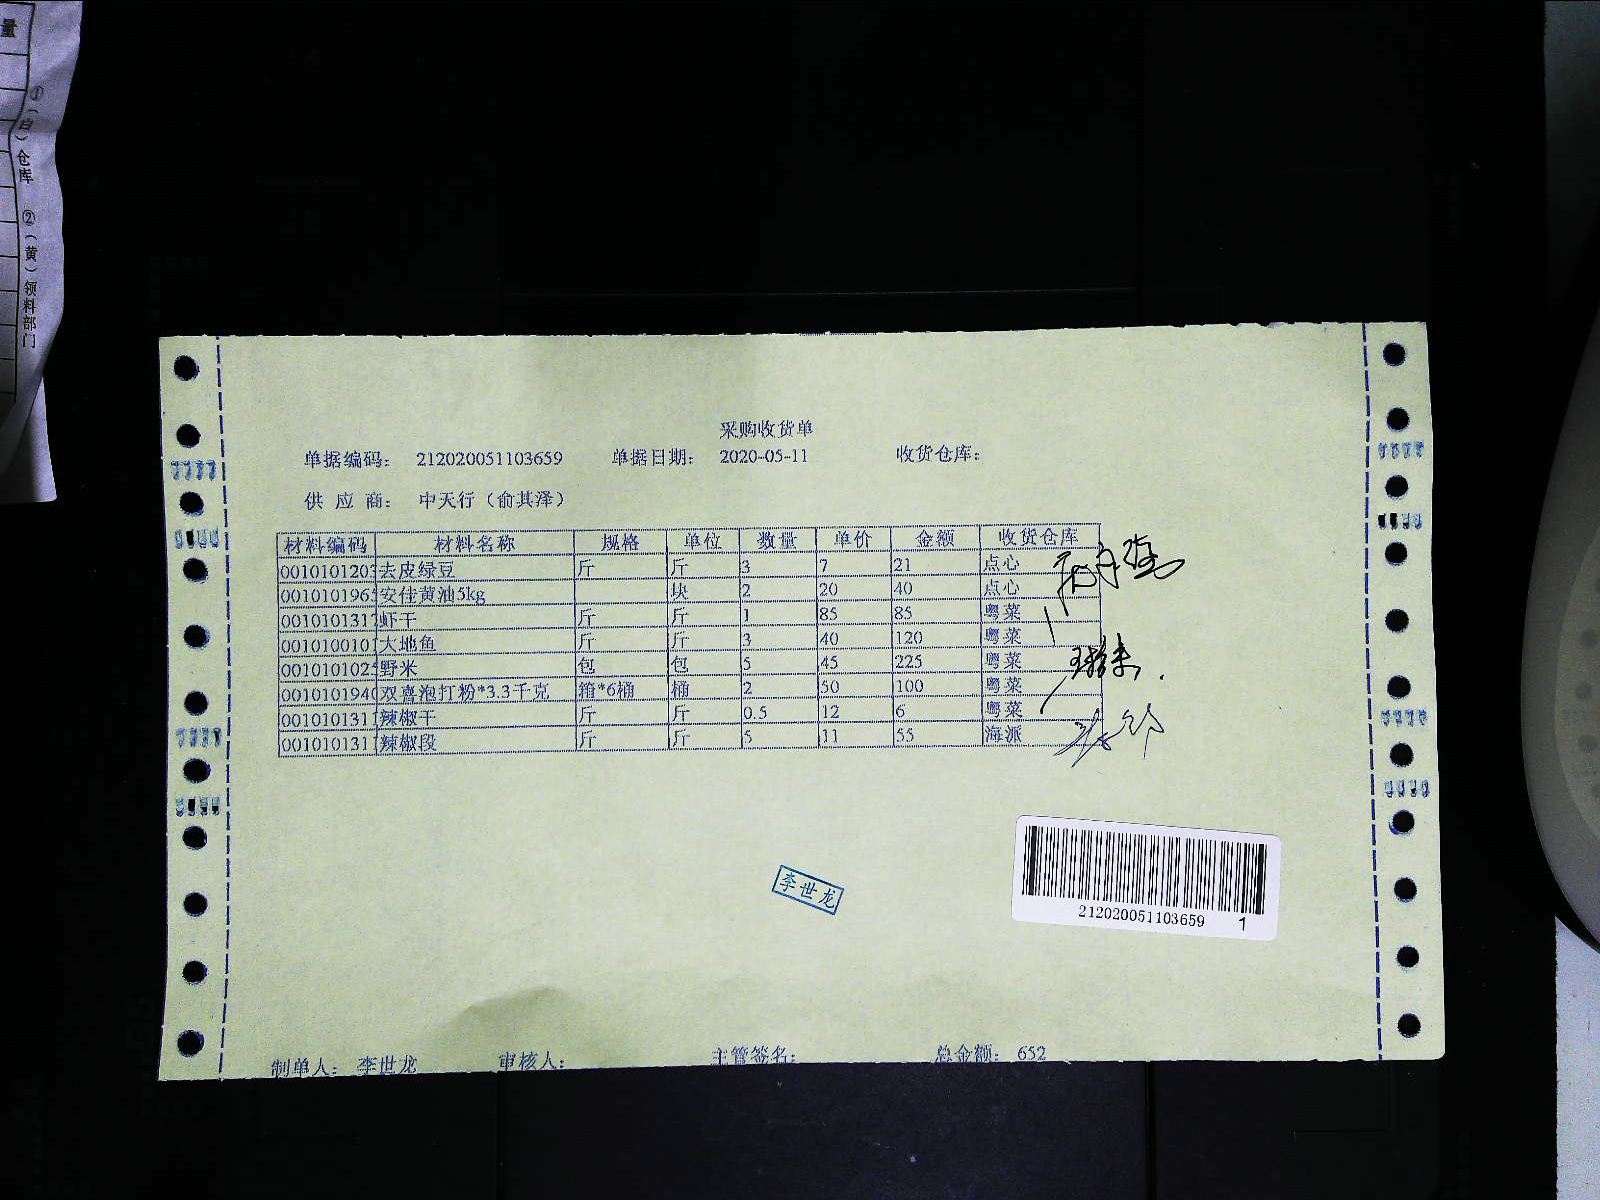 量
①(白)仓库 ②(黄)领料部门
采购收货单
单据编码: 212020051103659 单据日期: 2020-05-11 收货仓库:
供 应 商: 中天行（俞其泽）
材料编码 材料名称 规格 单位 数量 单价 金额 收货仓库
0010101203 去皮绿豆 斤 斤 3 7 21 点心
001010196 安佳黄油5kg 块 2 20 40 点心
001010131 虾干 斤 斤 1 85 85 粤菜
001010010 大地鱼 斤 斤 3 40 120 粤菜
001010102 野米 包 包 5 45 225 粤菜
001010194 双喜泡打粉*3.3千克 箱*6桶 桶 2 50 100 粤菜
001010131 辣椒干 斤 斤 0.5 12 6 粤菜
001010131 辣椒段 斤 斤 5 11 55 海派
李世龙
212020051103659 1
制单人: 李世龙 审核人: 主管签名: 总金额: 652